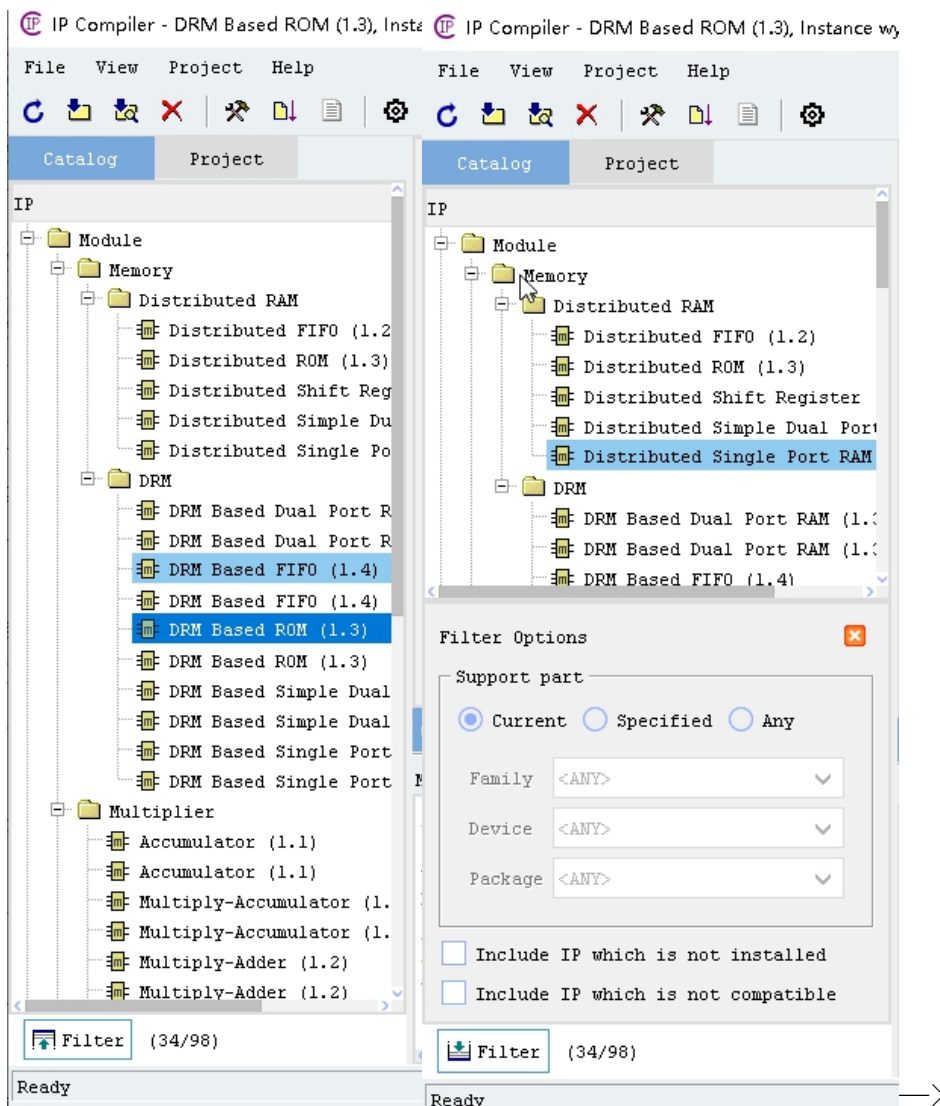 IP Compiler - DRM Based ROM (1.3), Insta
File View Project Help
Catalog Project
IP
Module
Memory
Distributed RAM
Distributed FIFO (1.2
Distributed ROM (1.3)
Distributed Shift Reg
Distributed Simple Du
Distributed Single Po
DRM
DRM Based Dual Port R
DRM Based Dual Port R
DRM Based FIFO (1.4)
DRM Based FIFO (1.4)
DRM Based ROM (1.3)
DRM Based ROM (1.3)
DRM Based Simple Dual
DRM Based Simple Dual
DRM Based Single Port
DRM Based Single Port
Multiplier
Accumulator (1.1)
Accumulator (1.1)
Multiply-Accumulator (1.
Multiply-Accumulator (1.
Multiply-Adder (1.2)
Multiply-Adder (1.2)
Filter (34/98)
Ready
IP Compiler - DRM Based ROM (1.3), Instance wy
File View Project Help
Catalog Project
IP
Module
Memory
Distributed RAM
Distributed FIFO (1.2)
Distributed ROM (1.3)
Distributed Shift Register
Distributed Simple Dual Port
Distributed Single Port RAM
DRM
DRM Based Dual Port RAM (1.3
DRM Based Dual Port RAM (1.3
DRM Based FIFO (1.4)
Filter Options
Support part
Current Specified Any
Family <ANY>
Device <ANY>
Package <ANY>
Include IP which is not installed
Include IP which is not compatible
Filter (34/98)
Ready